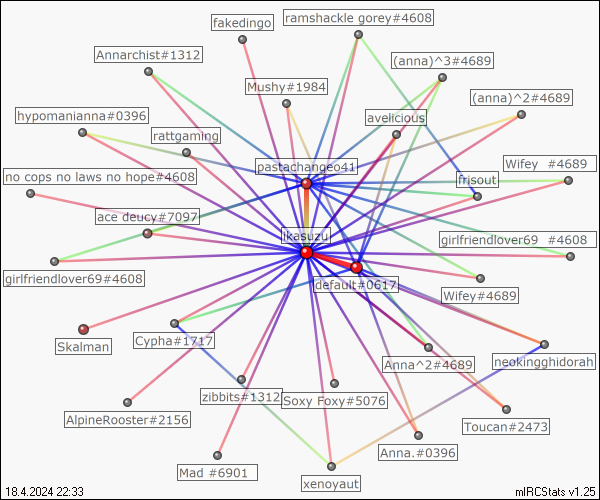 fakedingo
ramshackle gorey#4608
Annarchist#1312
(anna)^3#4689
Mushy#1984
(anna)^2#4689
hypomanianna#0396
avelicious
rattgaming
pastachangeo41
Wifey  #4689
no cops no laws no hope#4608
frisout
ace deucy#7097
ikasuzu
girlfriendlover69  #4608
girlfriendlover69#4608
default#0617
Wifey#4689
Skalman
Cypha#1717
Anna^2#4689
neokingghidorah
zibbits#1312
Soxy Foxy#5076
AlpineRooster#2156
Toucan#2473
Anna.#0396
Mad  #6901
xenoyaut
18.4.2024 22:33
mIRCStats v1.25